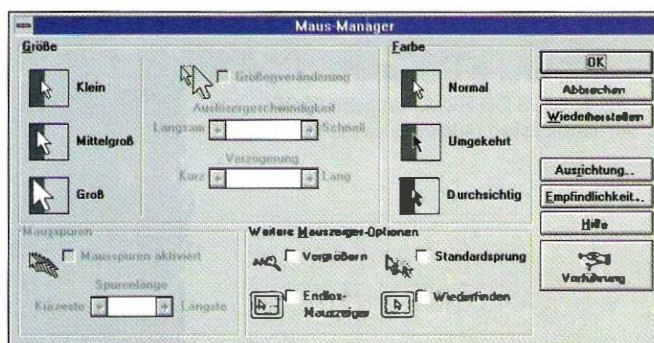 Maus-Manager
Größe
Klein
Mittelgroß
Groß
Größenveränderung
Auslösergeschwindigkeit
Langsam Schnell
Verzögerung
Kurz Lang
Farbe
Normal
Umgekehrt
Durchsichtig
OK
Abbrechen
Wiederherstellen
Ausrichtung...
Empfindlichkeit...
Hilfe
Vorführung
Mausspuren
Mausspuren aktiviert
Spurenlänge
Kürzeste Längste
Weitere Mauszeiger-Optionen
Vergrößern
Standardsprung
Endlos-
Mauszeiger
Wiederfinden